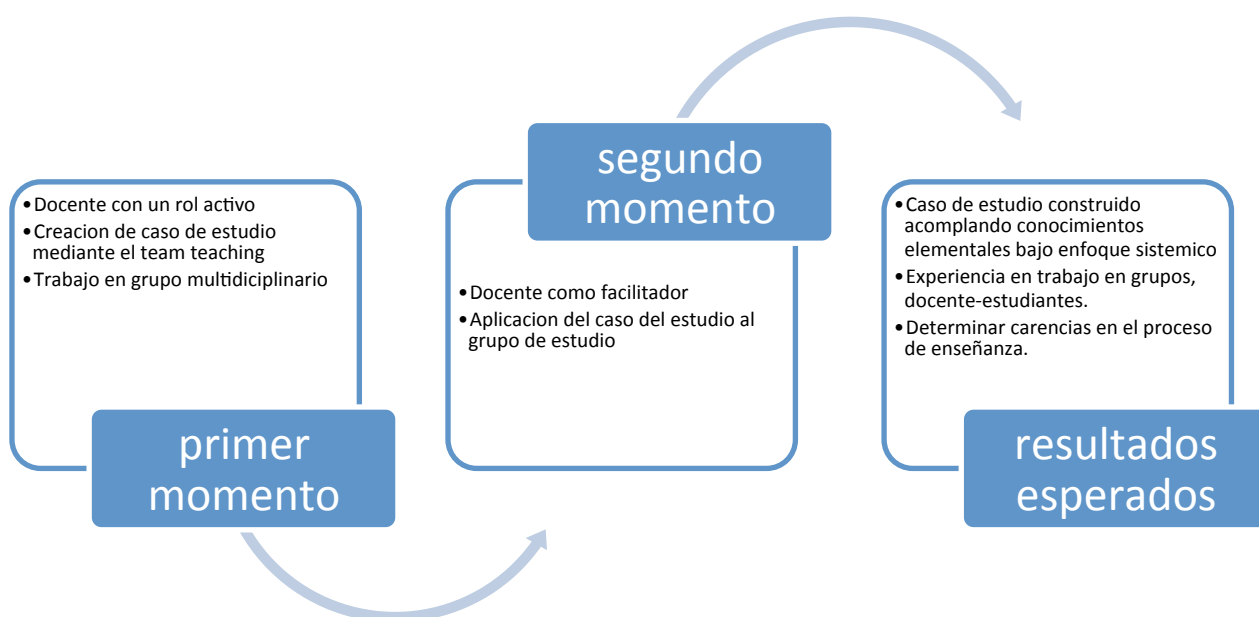 •Docente con un rol activo
•Creacion de caso de estudio
mediante el team teaching
•Trabajo en grupo multidiciplinario
primer
momento
segundo
momento
•Docente como facilitador
•Aplicacion del caso del estudio al
grupo de estudio
•Caso de estudio construido
acomplando conocimientos
elementales bajo enfoque sistemico
•Experiencia en trabajo en grupos,
docente-estudiantes.
•Determinar carencias en el proceso
de enseñanza.
resultados
esperados